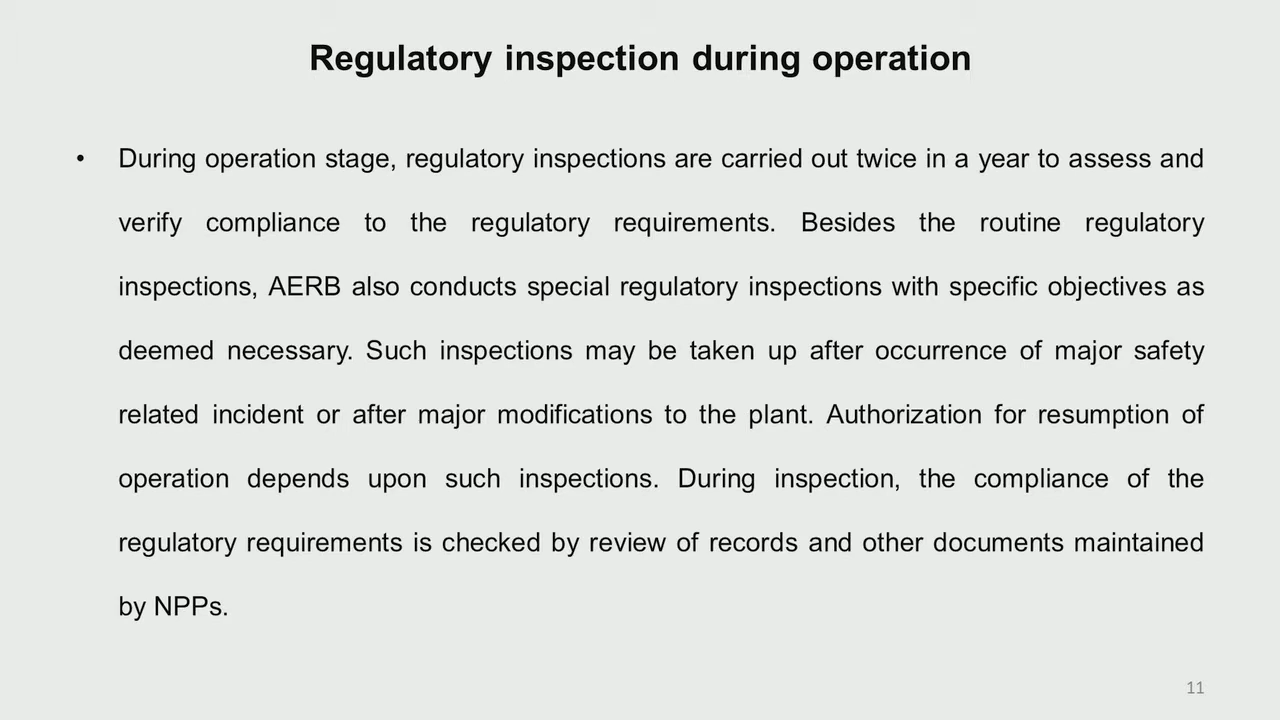 Regulatory inspection during operation
• During operation stage, regulatory inspections are carried out twice in a year to assess and
verify compliance to the regulatory requirements. Besides the routine regulatory
inspections, AERB also conducts special regulatory inspections with specific objectives as
deemed necessary. Such inspections may be taken up after occurrence of major safety
related incident or after major modifications to the plant. Authorization for resumption of
operation depends upon such inspections. During inspection, the compliance of the
regulatory requirements is checked by review of records and other documents maintained
by NPPs.
11